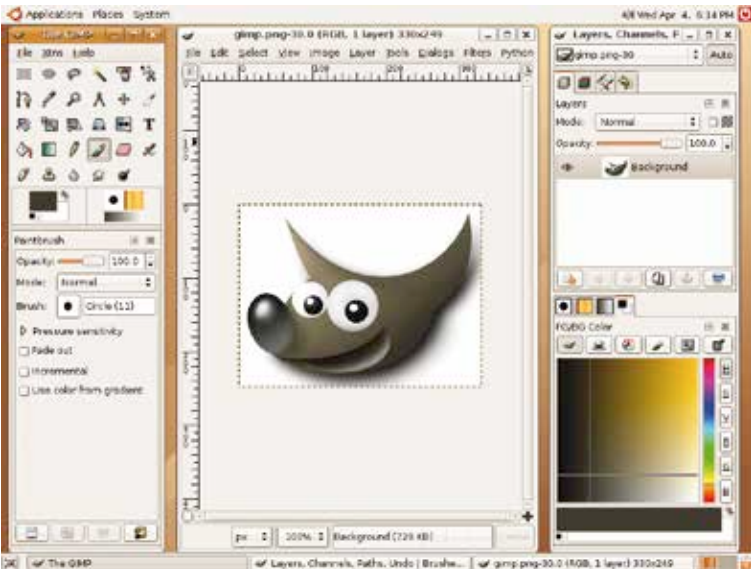 Applications Places System
Wed Apr 4, 6:14 PM
The GIMP
File Xtns Help
Paintbrush
Opacity: 100.0
Mode: Normal
Brush: Circle (11)
Pressure sensitivity
Fade out
Incremental
Use color from gradient
gimp.png-30.0 (RGB, 1 layer) 330x249
File Edit Select View Image Layer Tools Dialogs Filters Python
px 100% Background (729 KB)
Layers, Channels, P
gimp.png-30 Auto
Layers
Mode: Normal
Opacity: 100.0
Background
FG/BG Color
H
S
V
R
G
B
The GIMP
Layers, Channels, Paths, Undo | Brushe...
gimp.png-30.0 (RGB, 1 layer) 330x249